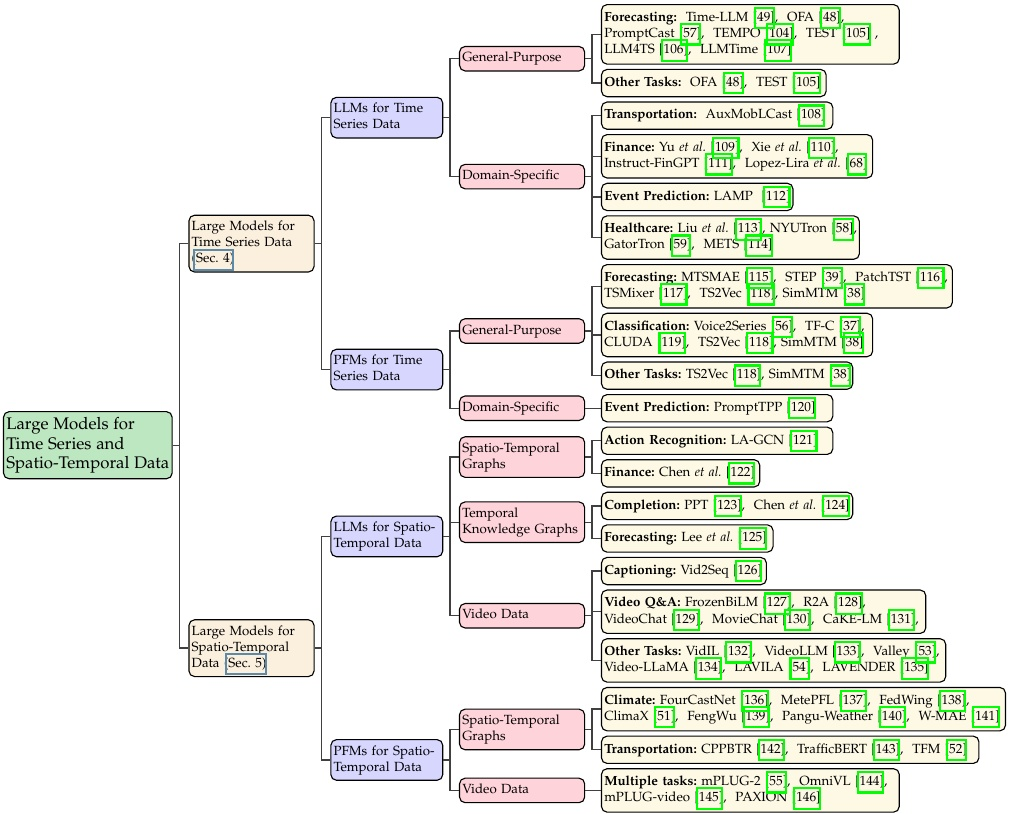 Large Models for
Time Series and
Spatio-Temporal Data
Large Models for
Time Series Data
(Sec. 4)
LLMs for Time
Series Data
General-Purpose
Forecasting: Time-LLM [49], OFA [48],
PromptCast [57], TEMPO [104], TEST [105] ,
LLM4TS [106], LLMTime [107]
Other Tasks: OFA [48], TEST [105]
Domain-Specific
Transportation: AuxMobLCast [108]
Finance: Yu et al. [109], Xie et al. [110],
Instruct-FinGPT [111], Lopez-Lira et al. [68]
Event Prediction: LAMP [112]
Healthcare: Liu et al. [113], NYUTron [58],
GatorTron [59], METS [114]
PFMs for Time
Series Data
General-Purpose
Forecasting: MTSMAE [115], STEP [39], PatchTST [116],
TSMixer [117], TS2Vec [118], SimMTM [38]
Classification: Voice2Series [56], TF-C [37],
CLUDA [119], TS2Vec [118], SimMTM [38]
Other Tasks: TS2Vec [118], SimMTM [38]
Domain-Specific
Event Prediction: PromptTPP [120]
Large Models for
Spatio-Temporal
Data (Sec. 5)
LLMs for Spatio-
Temporal Data
Spatio-Temporal
Graphs
Action Recognition: LA-GCN [121]
Finance: Chen et al. [122]
Temporal
Knowledge Graphs
Completion: PPT [123], Chen et al. [124]
Forecasting: Lee et al. [125]
Video Data
Captioning: Vid2Seq [126]
Video Q&A: FrozenBiLM [127], R2A [128],
VideoChat [129], MovieChat [130], CaKE-LM [131],
Other Tasks: VidIL [132], VideoLLM [133], Valley [53],
Video-LLaMA [134], LAVILA [54], LAVENDER [135]
PFMs for Spatio-
Temporal Data
Spatio-Temporal
Graphs
Climate: FourCastNet [136], MetePFL [137], FedWing [138],
ClimaX [51], FengWu [139], Pangu-Weather [140], W-MAE [141]
Transportation: CPPBTR [142], TrafficBERT [143], TFM [52]
Video Data
Multiple tasks: mPLUG-2 [55], OmniVL [144],
mPLUG-video [145], PAXION [146]